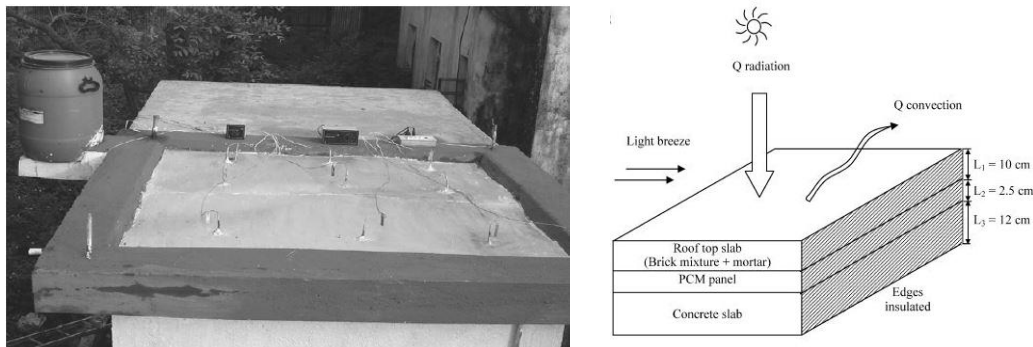 Q radiation
Q convection
Light breeze
L₁ = 10 cm
L₂ = 2.5 cm
L₃ = 12 cm
Roof top slab
(Brick mixture + mortar)
PCM panel
Concrete slab
Edges
insulated